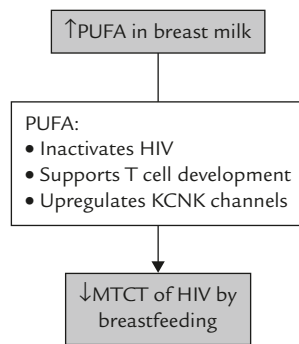 ↑PUFA in breast milk
PUFA:
• Inactivates HIV
• Supports T cell development
• Upregulates KCNK channels
↓MTCT of HIV by
breastfeeding